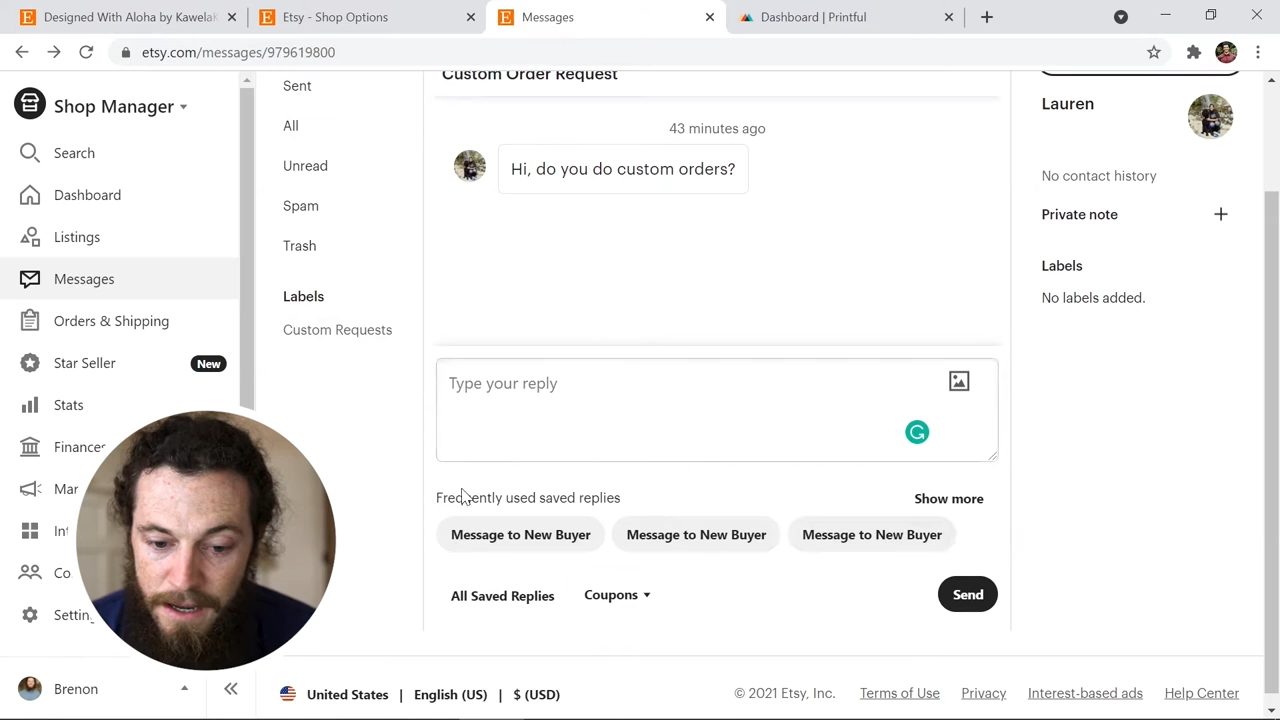 Designed With Aloha by KawelaK
Etsy - Shop Options
Messages
Dashboard | Printful
etsy.com/messages/979619800
Shop Manager
Search
Dashboard
Listings
Messages
Orders & Shipping
Star Seller
New
Stats
Finances
Settin
Brenon
Sent
All
Unread
Spam
Trash
Labels
Custom Requests
Custom Order Request
43 minutes ago
Hi, do you do custom orders?
Type your reply
Frequently used saved replies
Show more
Message to New Buyer
Message to New Buyer
Message to New Buyer
All Saved Replies
Coupons
Send
Lauren
No contact history
Private note
Labels
No labels added.
United States | English (US) | $ (USD)
© 2021 Etsy, Inc.
Terms of Use
Privacy
Interest-based ads
Help Center